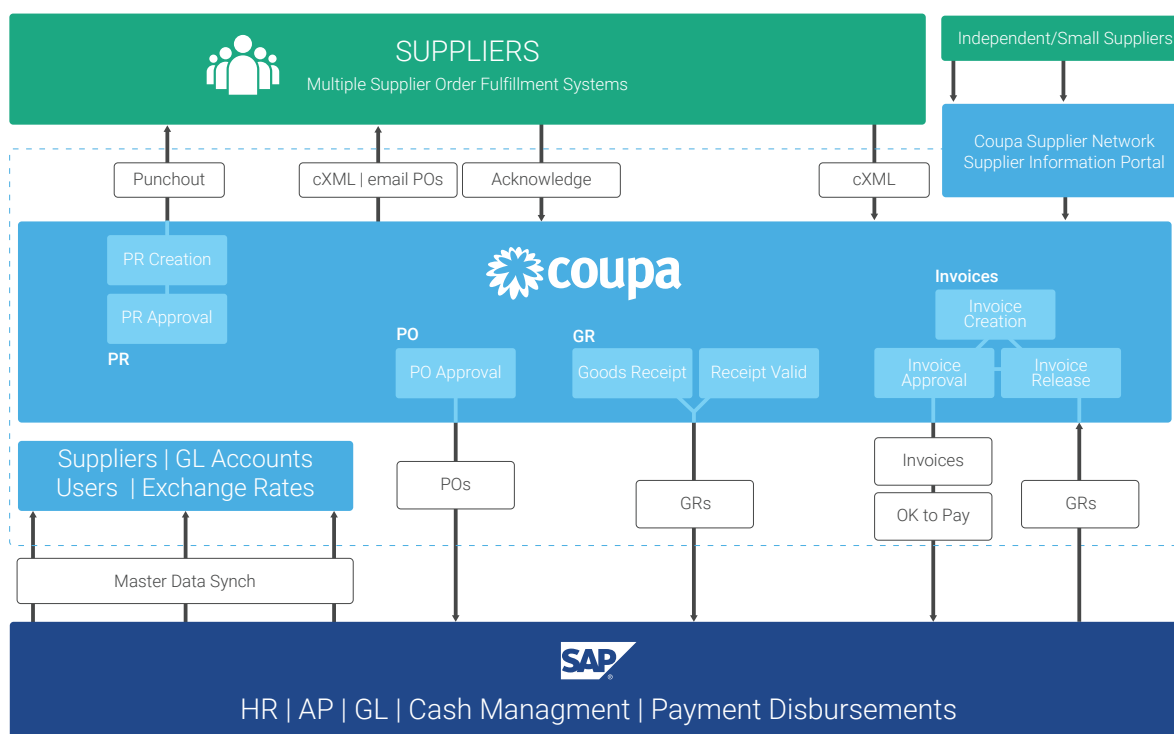 SUPPLIERS
Multiple Supplier Order Fulfillment Systems
Independent/Small Suppliers
Coupa Supplier Network
Supplier Information Portal
Punchout
cXML | email POs
Acknowledge
cXML
coupa
PR Creation
PR Approval
PR
PO
PO Approval
GR
Goods Receipt
Receipt Valid
Invoices
Invoice
Creation
Invoice
Approval
Invoice
Release
Suppliers | GL Accounts
Users | Exchange Rates
POs
GRs
Invoices
OK to Pay
GRs
Master Data Synch
SAP®
HR | AP | GL | Cash Managment | Payment Disbursements